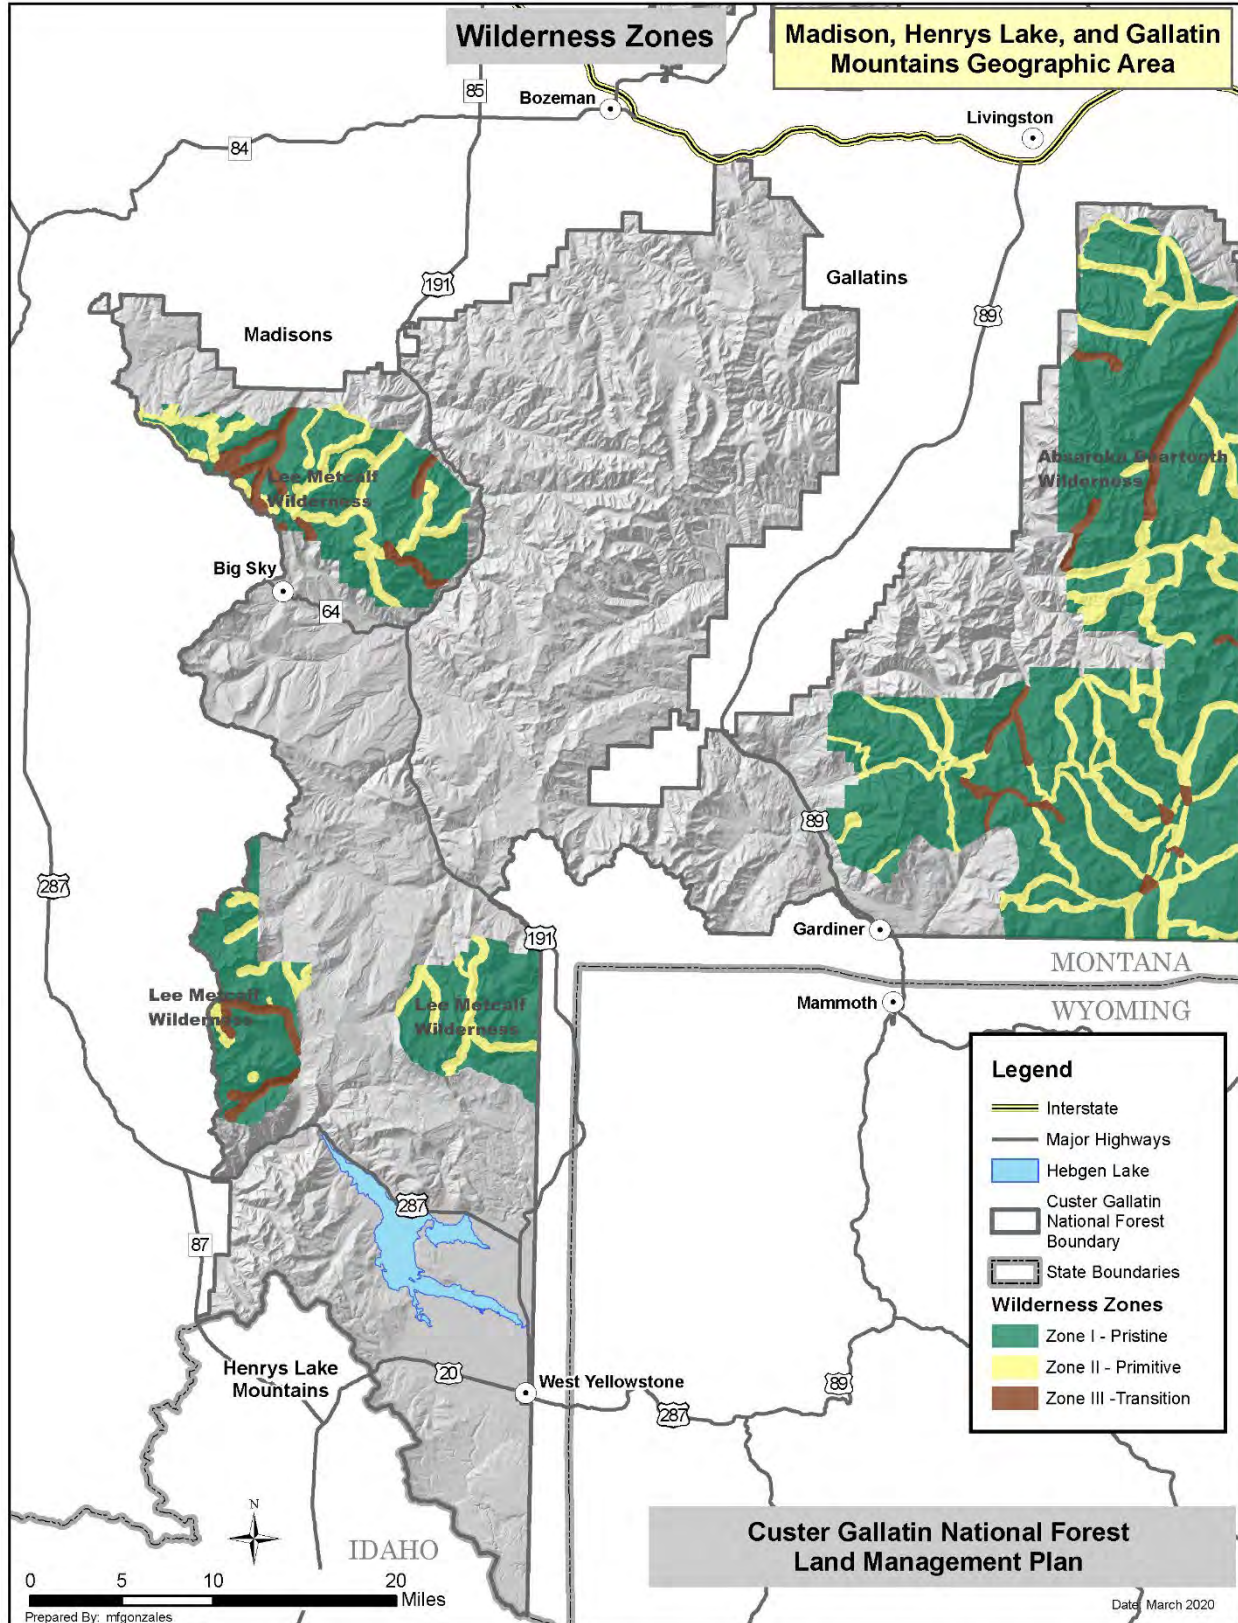 Wilderness Zones
Madison, Henrys Lake, and Gallatin
Mountains Geographic Area
85
Bozeman
Livingston
84
191
Gallatins
89
Madisons
Lee Metcalf
Wilderness
Absaroka Beartooth
Wilderness
Big Sky
64
89
287
191
Gardiner
MONTANA
Lee Metcalf
Wilderness
Lee Metcalf
Wilderness
Mammoth
WYOMING
Legend
Interstate
Major Highways
Hebgen Lake
Custer Gallatin
National Forest
Boundary
State Boundaries
Wilderness Zones
Zone I - Pristine
Zone II - Primitive
Zone III -Transition
287
87
Henrys Lake
Mountains
20
West Yellowstone
89
287
N
IDAHO
Custer Gallatin National Forest
Land Management Plan
0 5 10 20
Miles
Prepared By: mfgonzales
Date: March 2020